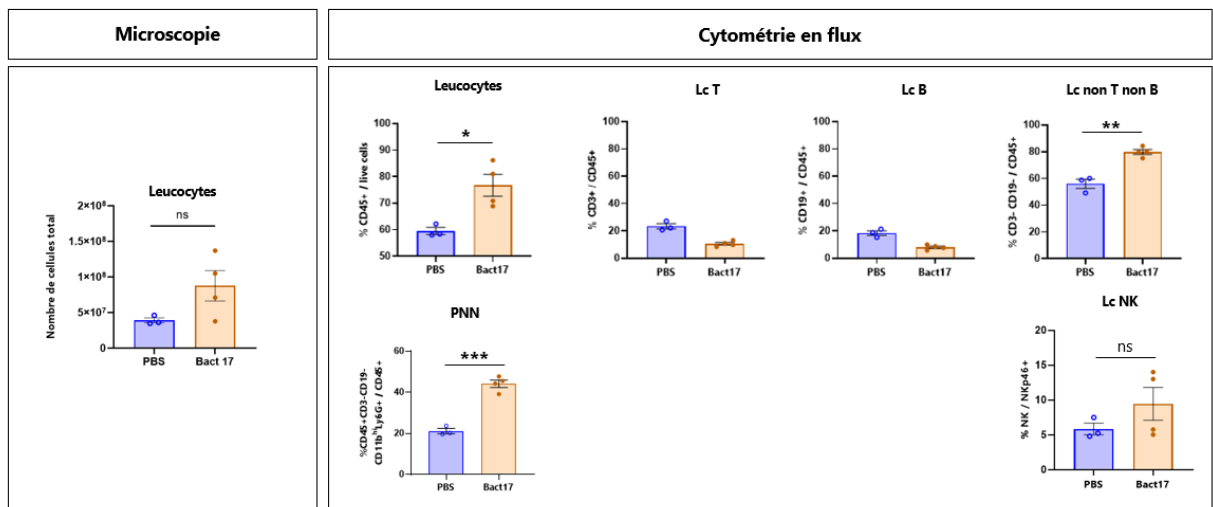 Microscopie
Cytométrie en flux
Leucocytes
ns
Nombre de cellules total
2×10⁸
1.5×10⁸
1×10⁸
5×10⁷
0
PBS
Bact 17
Leucocytes
*
% CD45+ / live cells
100
90
80
70
60
50
PBS
Bact17
Lc T
% CD3+ / CD45+
100
80
60
40
20
0
PBS
Bact17
Lc B
% CD19+ / CD45+
100
80
60
40
20
0
PBS
Bact17
Lc non T non B
**
% CD3- CD19- / CD45+
100
80
60
40
20
0
PBS
Bact17
PNN
***
%CD45+CD3-CD19-
CD11bʰⁱLy6G+ / CD45+
60
40
20
0
PBS
Bact17
Lc NK
ns
% NK / NKp46+
20
15
10
5
0
PBS
Bact17